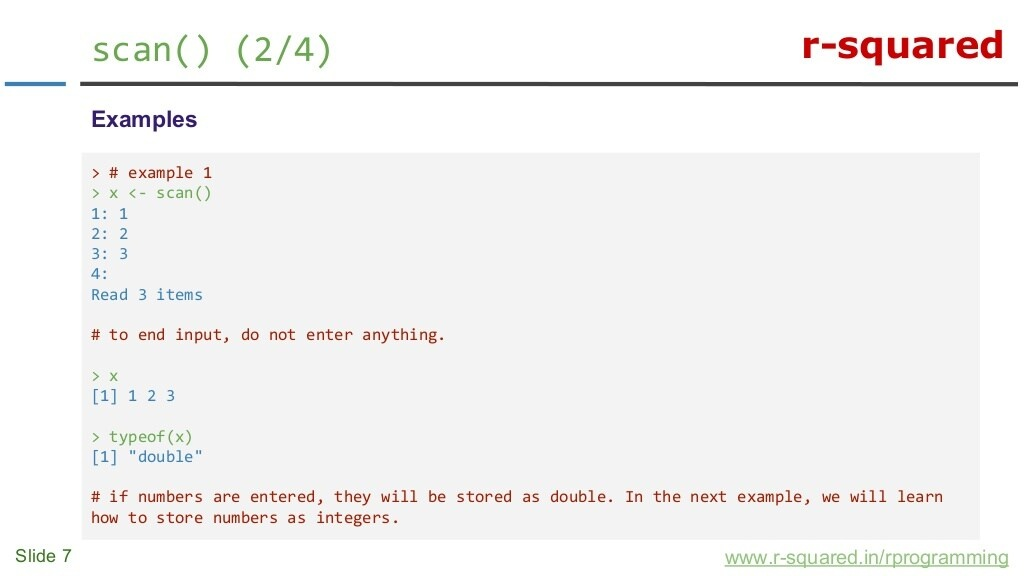 scan() (2/4)
r-squared
Examples
> # example 1
> x <- scan()
1: 1
2: 2
3: 3
4:
Read 3 items
# to end input, do not enter anything.
> x
[1] 1 2 3
> typeof(x)
[1] "double"
# if numbers are entered, they will be stored as double. In the next example, we will learn
how to store numbers as integers.
Slide 7
www.r-squared.in/rprogramming